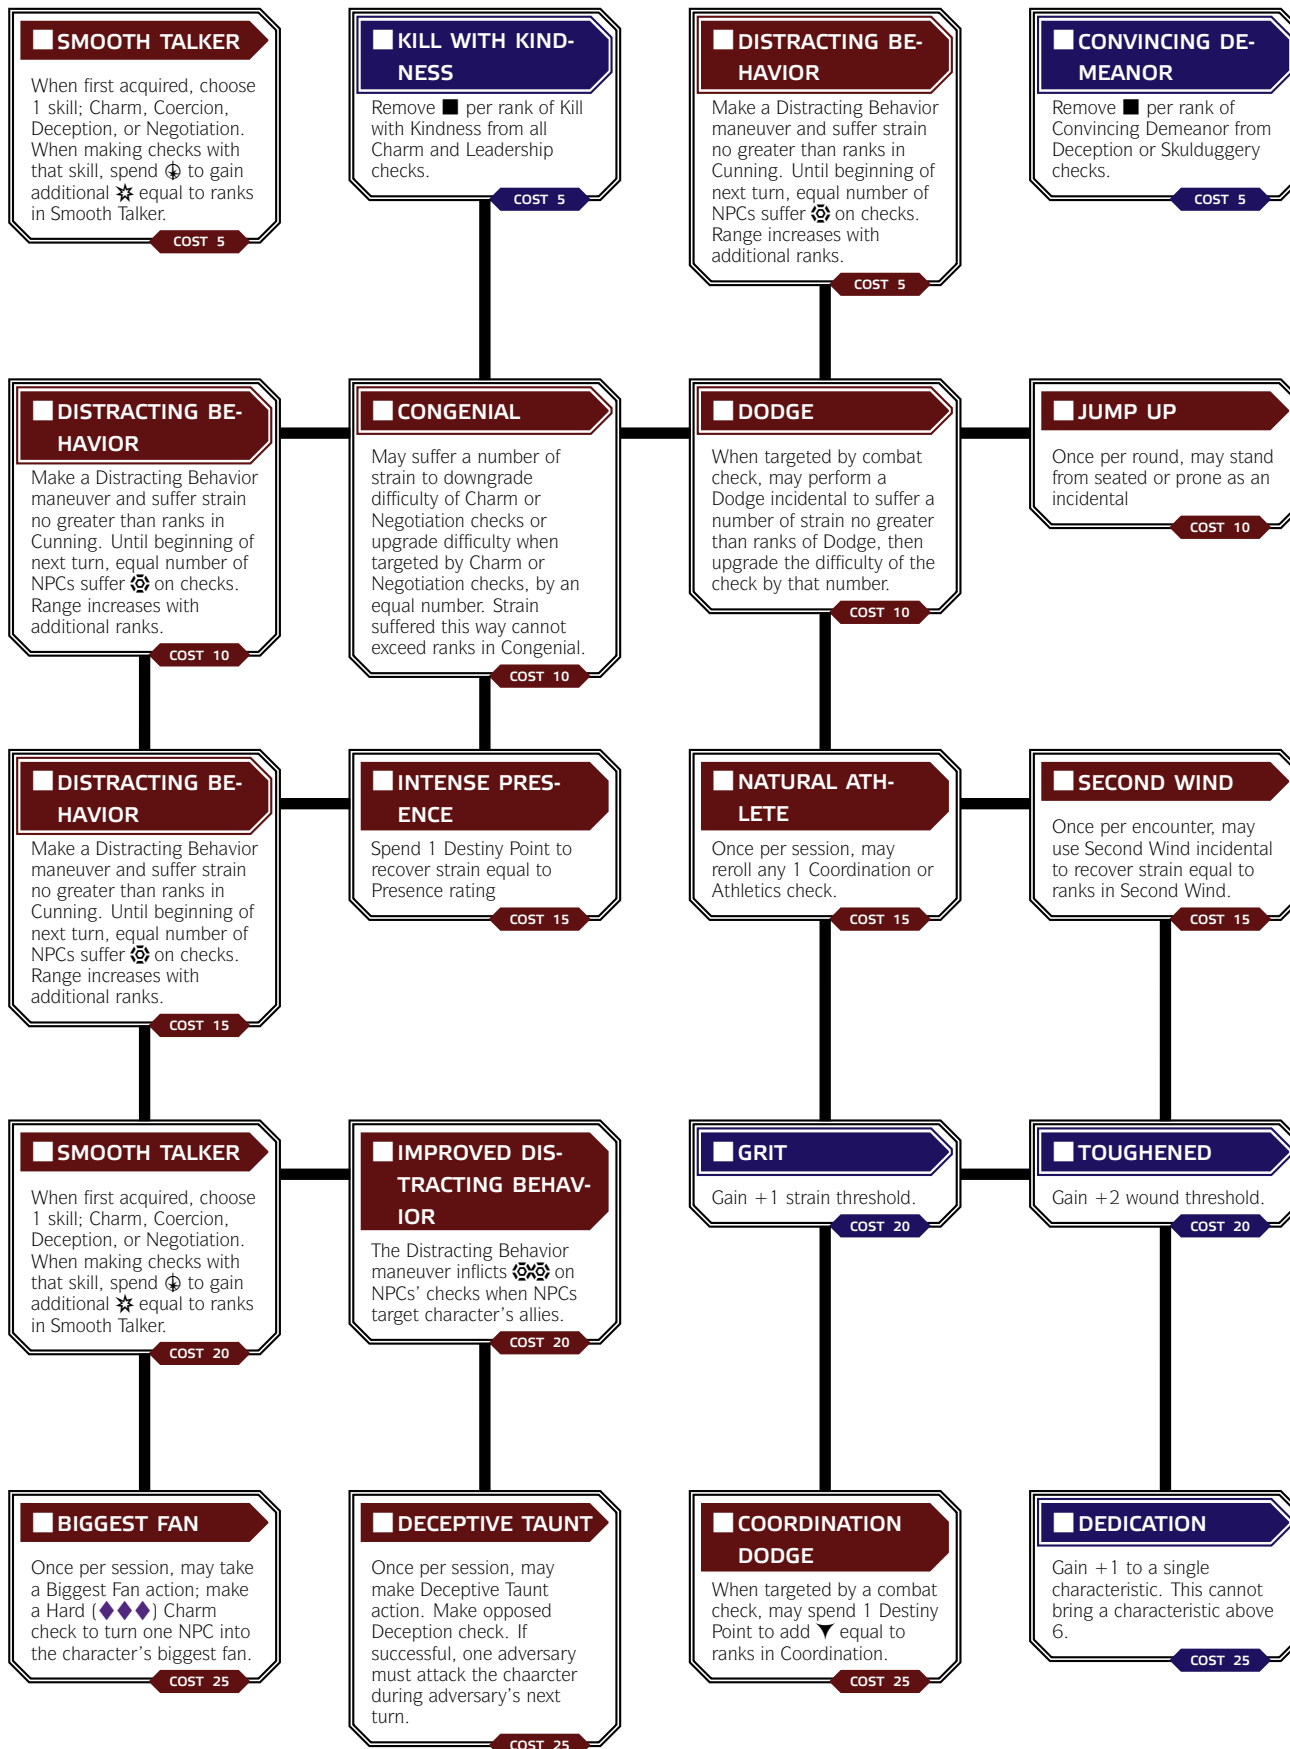 SMOOTH TALKER
When first acquired, choose
1 skill; Charm, Coercion,
Deception, or Negotiation.
When making checks with
that skill, spend to gain
additional equal to ranks
in Smooth Talker.
COST 5
KILL WITH KIND-
NESS
Remove ■ per rank of Kill
with Kindness from all
Charm and Leadership
checks.
COST 5
DISTRACTING BE-
HAVIOR
Make a Distracting Behavior
maneuver and suffer strain
no greater than ranks in
Cunning. Until beginning of
next turn, equal number of
NPCs suffer on checks.
Range increases with
additional ranks.
COST 5
CONVINCING DE-
MEANOR
Remove ■ per rank of
Convincing Demeanor from
Deception or Skulduggery
checks.
COST 5
DISTRACTING BE-
HAVIOR
Make a Distracting Behavior
maneuver and suffer strain
no greater than ranks in
Cunning. Until beginning of
next turn, equal number of
NPCs suffer on checks.
Range increases with
additional ranks.
COST 10
CONGENIAL
May suffer a number of
strain to downgrade
difficulty of Charm or
Negotiation checks or
upgrade difficulty when
targeted by Charm or
Negotiation checks, by an
equal number. Strain
suffered this way cannot
exceed ranks in Congenial.
COST 10
DODGE
When targeted by combat
check, may perform a
Dodge incidental to suffer a
number of strain no greater
than ranks of Dodge, then
upgrade the difficulty of the
check by that number.
COST 10
JUMP UP
Once per round, may stand
from seated or prone as an
incidental
COST 10
DISTRACTING BE-
HAVIOR
Make a Distracting Behavior
maneuver and suffer strain
no greater than ranks in
Cunning. Until beginning of
next turn, equal number of
NPCs suffer on checks.
Range increases with
additional ranks.
COST 15
INTENSE PRES-
ENCE
Spend 1 Destiny Point to
recover strain equal to
Presence rating
COST 15
NATURAL ATH-
LETE
Once per session, may
reroll any 1 Coordination or
Athletics check.
COST 15
SECOND WIND
Once per encounter, may
use Second Wind incidental
to recover strain equal to
ranks in Second Wind.
COST 15
SMOOTH TALKER
When first acquired, choose
1 skill; Charm, Coercion,
Deception, or Negotiation.
When making checks with
that skill, spend to gain
additional equal to ranks
in Smooth Talker.
COST 20
IMPROVED DIS-
TRACTING BEHAV-
IOR
The Distracting Behavior
maneuver inflicts on
NPCs' checks when NPCs
target character's allies.
COST 20
GRIT
Gain +1 strain threshold.
COST 20
TOUGHENED
Gain +2 wound threshold.
COST 20
BIGGEST FAN
Once per session, may take
a Biggest Fan action; make
a Hard (♦♦♦) Charm
check to turn one NPC into
the character's biggest fan.
COST 25
DECEPTIVE TAUNT
Once per session, may
make Deceptive Taunt
action. Make opposed
Deception check. If
successful, one adversary
must attack the chaarcter
during adversary's next
turn.
COST 25
COORDINATION
DODGE
When targeted by a combat
check, may spend 1 Destiny
Point to add equal to
ranks in Coordination.
COST 25
DEDICATION
Gain +1 to a single
characteristic. This cannot
bring a characteristic above
6.
COST 25